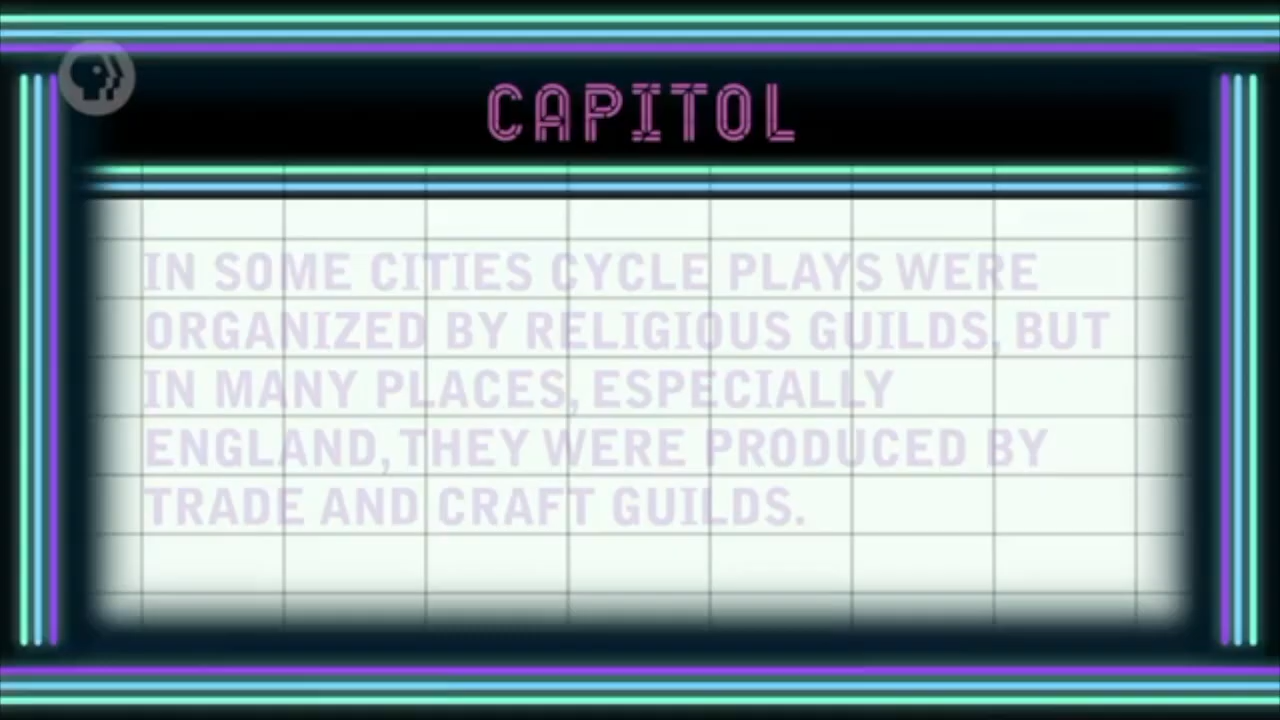 CAPITOL
IN SOME CITIES CYCLE PLAYS WERE
ORGANIZED BY RELIGIOUS GUILDS, BUT
IN MANY PLACES, ESPECIALLY
ENGLAND, THEY WERE PRODUCED BY
TRADE AND CRAFT GUILDS.